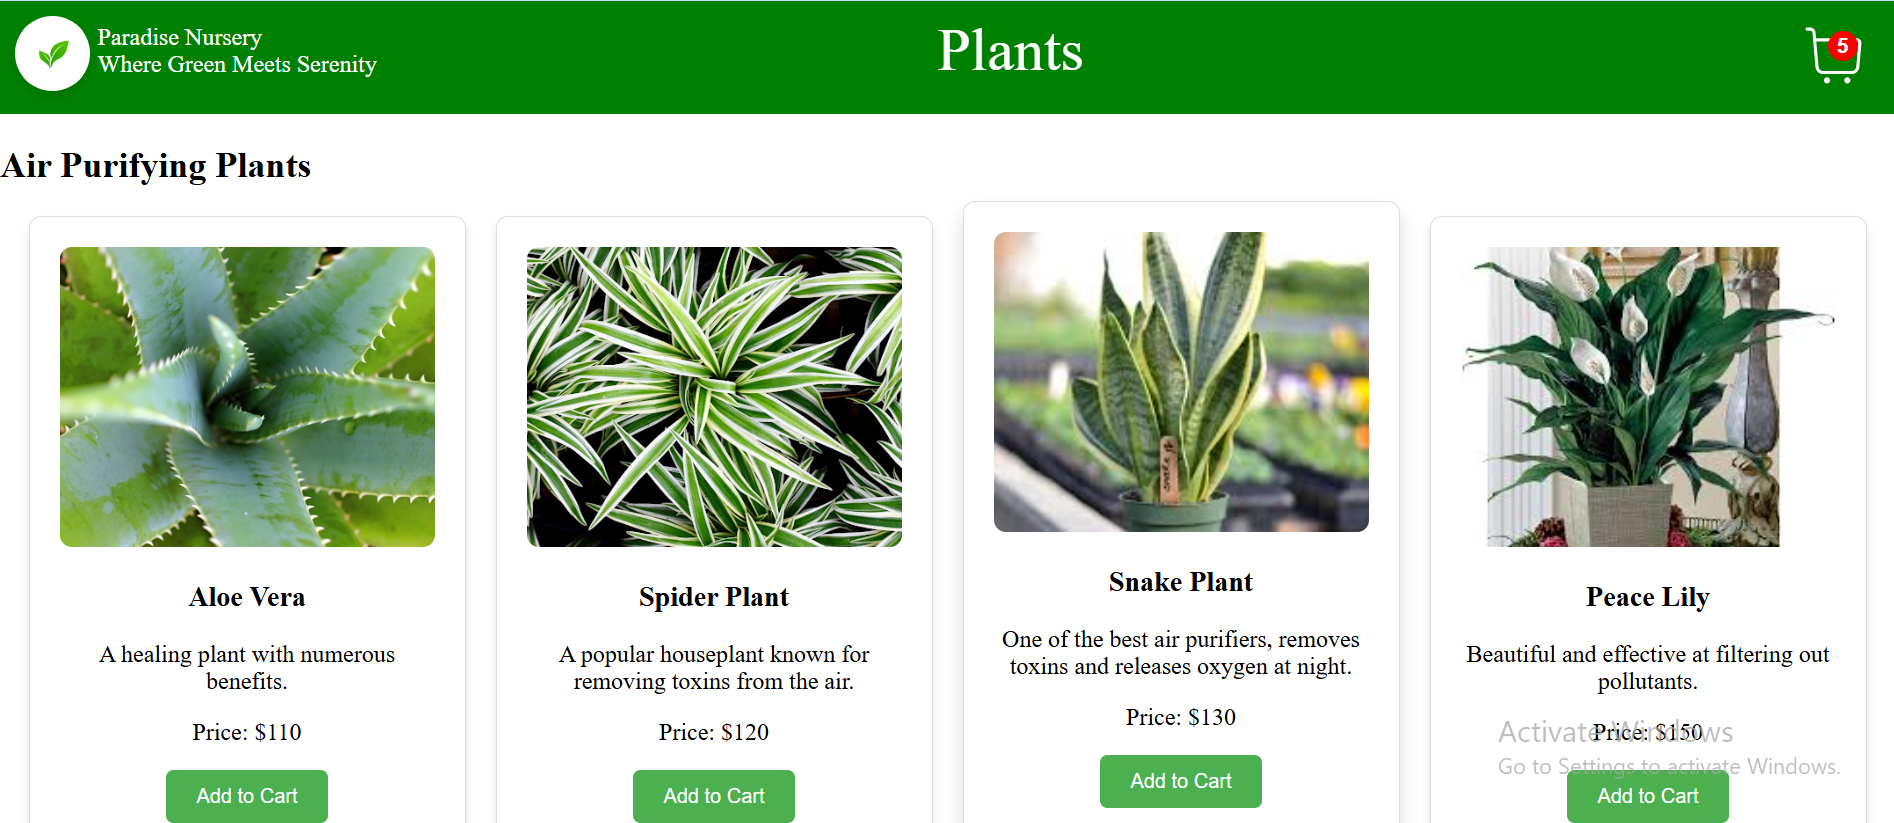 Paradise Nursery
Where Green Meets Serenity
Plants
5
Air Purifying Plants
Aloe Vera
A healing plant with numerous
benefits.
Price: $110
Add to Cart
Spider Plant
A popular houseplant known for
removing toxins from the air.
Price: $120
Add to Cart
snake
Snake Plant
One of the best air purifiers, removes
toxins and releases oxygen at night.
Price: $130
Add to Cart
Peace Lily
Beautiful and effective at filtering out
pollutants.
Price: $150
Add to Cart
Activate Windows
Go to Settings to activate Windows.